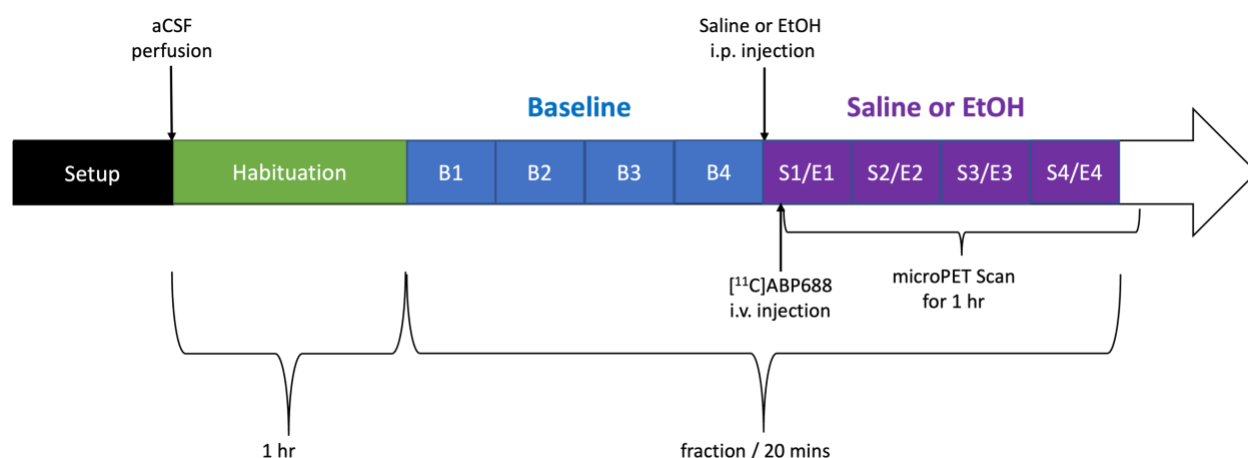 aCSF
perfusion
Saline or EtOH
i.p. injection
Baseline
Saline or EtOH
Setup
Habituation
B1
B2
B3
B4
S1/E1
S2/E2
S3/E3
S4/E4
[¹¹C]ABP688
i.v. injection
microPET Scan
for 1 hr
1 hr
fraction / 20 mins